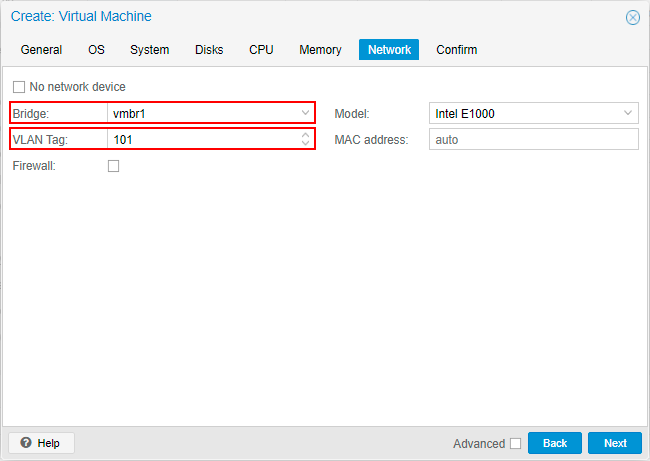 Create: Virtual Machine
General OS System Disks CPU Memory Network Confirm
No network device
Bridge: vmbr1 Model: Intel E1000
VLAN Tag: 101 MAC address: auto
Firewall:
Help Advanced Back Next